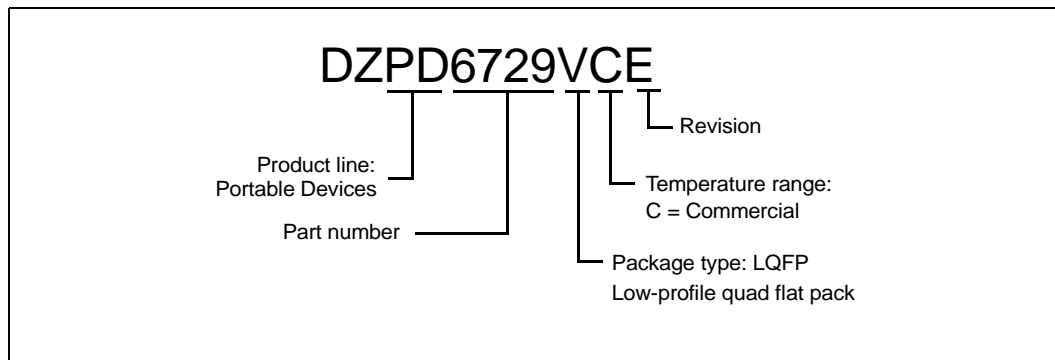 DZPD6729VCE
Revision
Product line:
Portable Devices
Temperature range:
C = Commercial
Part number
Package type: LQFP
Low-profile quad flat pack